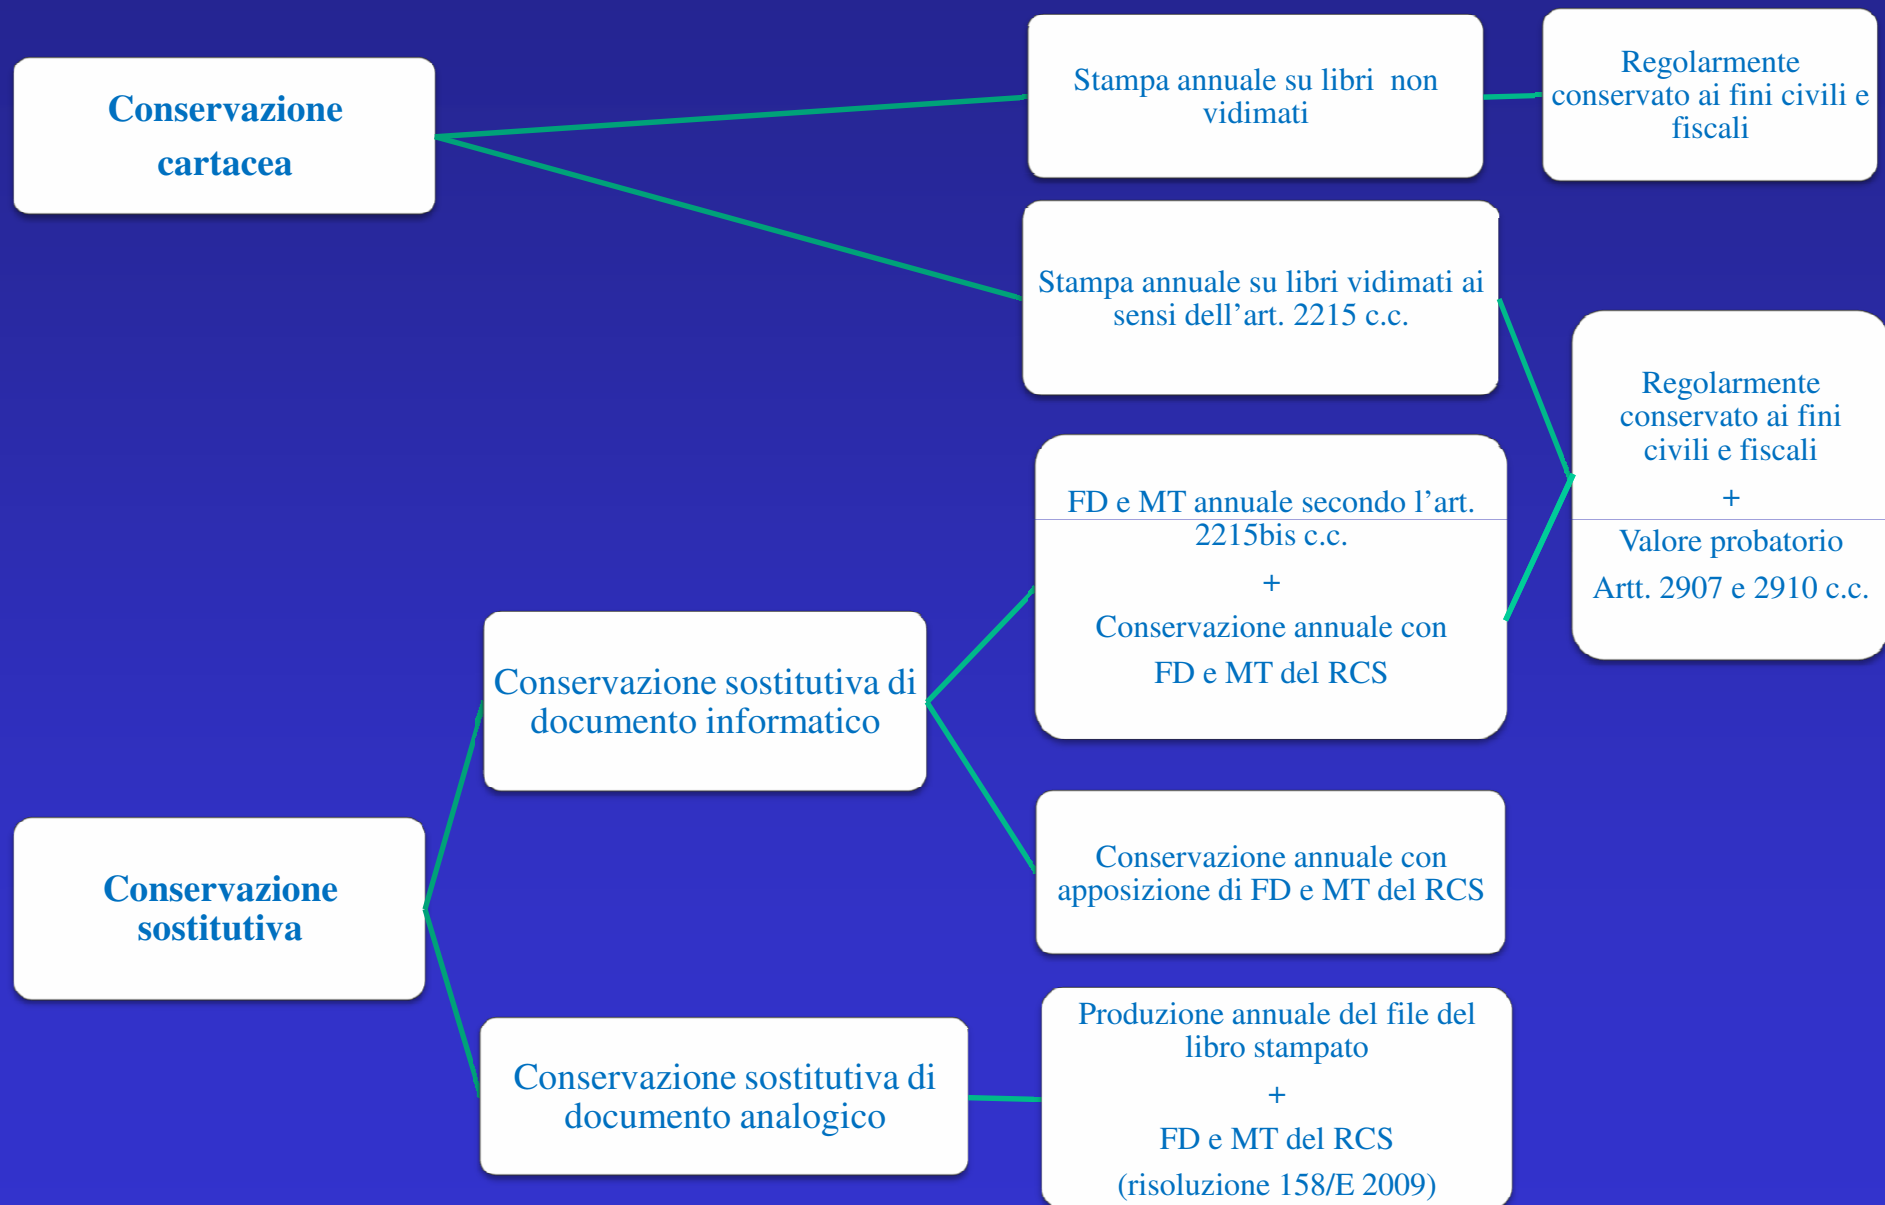 Conservazione
cartacea
Stampa annuale su libri non
vidimati
Regolarmente
conservato ai fini civili e
fiscali
Stampa annuale su libri vidimati ai
sensi dell’art. 2215 c.c.
Regolarmente
conservato ai fini
civili e fiscali
+
Valore probatorio
Artt. 2907 e 2910 c.c.
FD e MT annuale secondo l’art.
2215bis c.c.
+
Conservazione annuale con
FD e MT del RCS
Conservazione sostitutiva di
documento informatico
Conservazione annuale con
apposizione di FD e MT del RCS
Conservazione
sostitutiva
Conservazione sostitutiva di
documento analogico
Produzione annuale del file del
libro stampato
+
FD e MT del RCS
(risoluzione 158/E 2009)